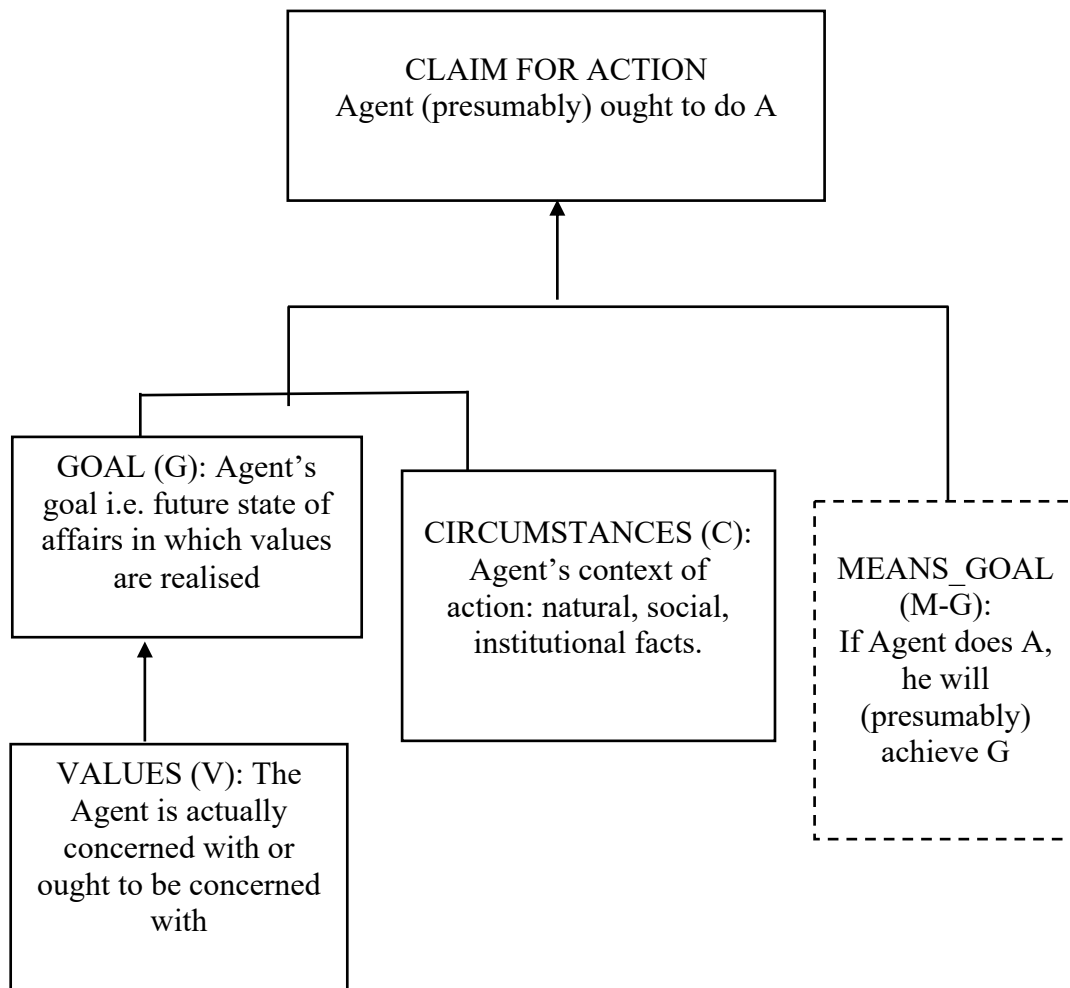 CLAIM FOR ACTION
Agent (presumably) ought to do A
GOAL (G): Agent’s
goal i.e. future state of
affairs in which values
are realised
CIRCUMSTANCES (C):
Agent’s context of
action: natural, social,
institutional facts.
MEANS_GOAL
(M-G):
If Agent does A,
he will
(presumably)
achieve G
VALUES (V): The
Agent is actually
concerned with or
ought to be concerned
with